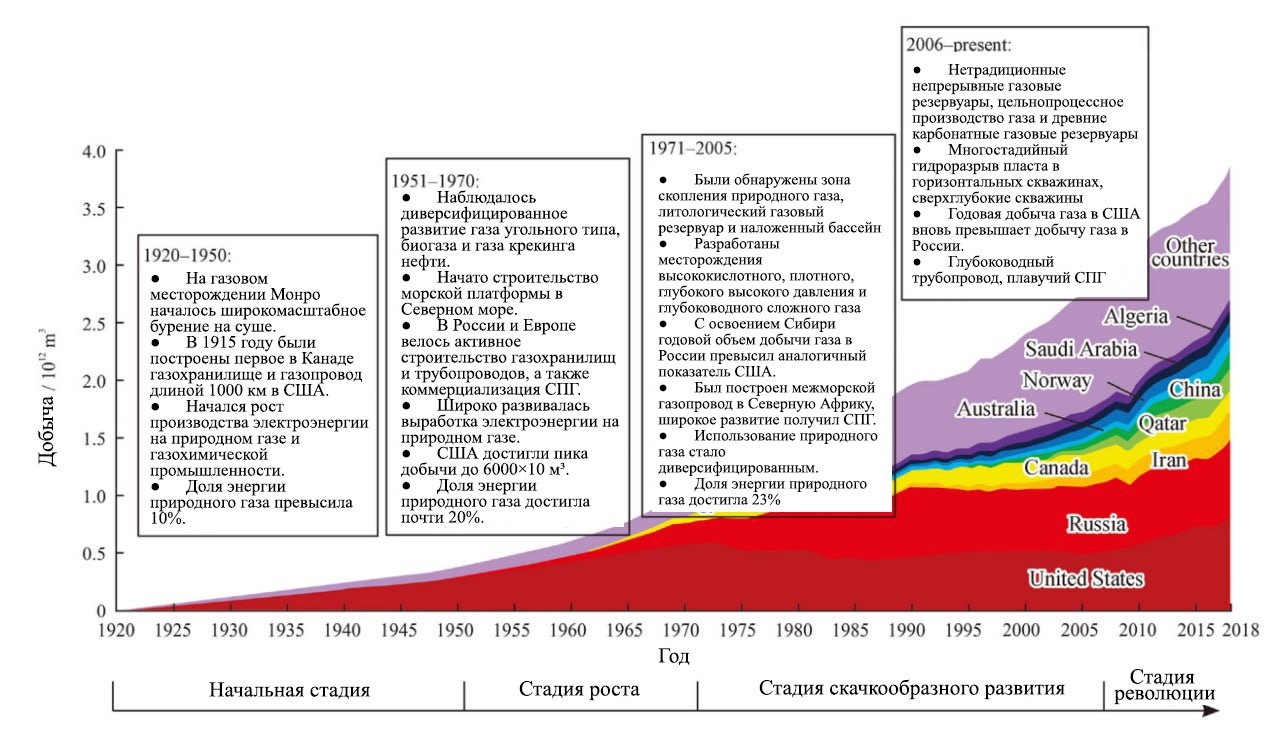 2006–present:
● Нетрадиционные
непрерывные газовые
резервуары, цельнопроцессное
производство газа и древние
карбонатные газовые резервуары
● Многостадийный
гидроразрыв пласта в
горизонтальных скважинах,
сверхглубокие скважины
● Годовая добыча газа в США
вновь превышает добычу газа в
России.
● Глубоководный
трубопровод, плавучий СПГ
1971–2005:
● Были обнаружены зона
скопления природного газа,
литологический газовый
резервуар и наложенный бассейн
● Разработаны
месторождения
высококислотного, плотного,
глубокого высокого давления и
глубоководного сложного газа
● С освоением Сибири
годовой объем добычи газа в
России превысил аналогичный
показатель США.
● Был построен межморской
газопровод в Северную Африку,
широкое развитие получил СПГ.
● Использование природного
газа стало
диверсифицированным.
● Доля энергии природного
газа достигла 23%
1951–1970:
● Наблюдалось
диверсифицированное
развитие газа угольного типа,
биогаза и газа крекинга
нефти.
● Начато строительство
морской платформы в
Северном море.
● В России и Европе
велось активное
строительство газохранилищ
и трубопроводов, а также
коммерциализация СПГ.
● Широко развивалась
выработка электроэнергии на
природном газе.
● США достигли пика
добычи до 6000×10 м³.
● Доля энергии
природного газа достигла
почти 20%.
1920–1950:
● На газовом
месторождении Монро
началось широкомасштабное
бурение на суше.
● В 1915 году были
построены первое в Канаде
газохранилище и газопровод
длиной 1000 км в США.
● Начался рост
производства электроэнергии
на природном газе и
газохимической
промышленности.
● Доля энергии
природного газа превысила
10%.
Добыча / 10¹² m³
4.0
3.5
3.0
2.5
2.0
1.5
1.0
0.5
0
Other
countries
Algeria
Saudi Arabia
Norway
China
Australia
Qatar
Canada
Iran
Russia
United States
1920 1925 1930 1935 1940 1945 1950 1955 1960 1965 1970 1975 1980 1985 1990 1995 2000 2005 2010 2015 2018
Год
Начальная стадия
Стадия роста
Стадия скачкообразного развития
Стадия
революции